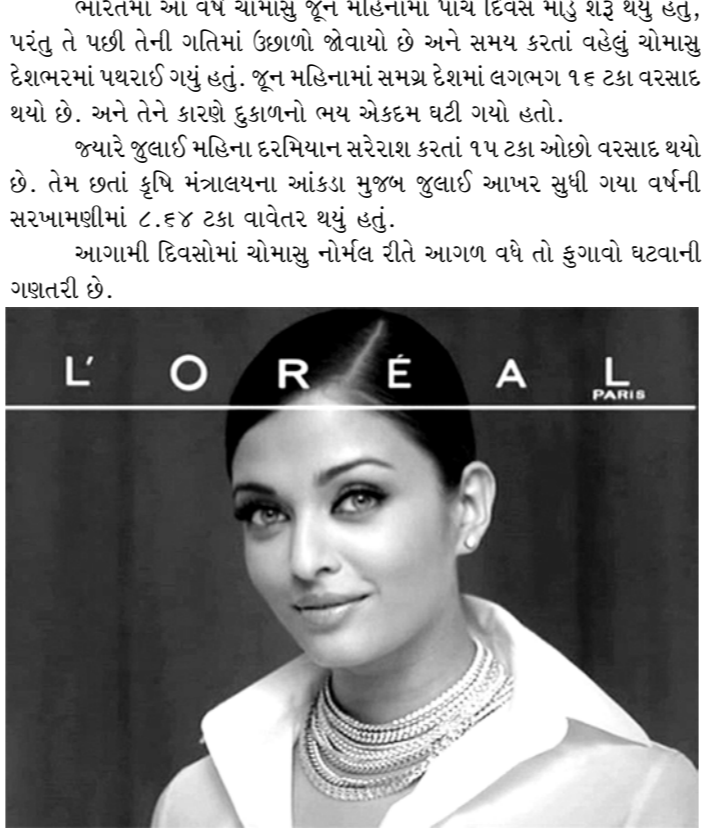 ભારતમાં આ વર્ષે ચોમાસુ જૂન મહિનામાં પાંચ દિવસ મોડુ શરૂ થયું હતું,
પરંતુ તે પછી તેની ગતિમાં ઉછાળો જોવાયો છે અને સમય કરતાં વહેલું ચોમાસુ
દેશભરમાં પથરાઈ ગયું હતું. જૂન મહિનામાં સમગ્ર દેશમાં લગભગ ૧૬ ટકા વરસાદ
થયો છે. અને તેને કારણે દુકાળનો ભય એકદમ ઘટી ગયો હતો.
જ્યારે જુલાઈ મહિના દરમિયાન સરેરાશ કરતાં ૧૫ ટકા ઓછો વરસાદ થયો
છે. તેમ છતાં કૃષિ મંત્રાલયના આંકડા મુજબ જુલાઈ આખર સુધી ગયા વર્ષની
સરખામણીમાં ૮.૬૪ ટકા વાવેતર થયું હતું.
આગામી દિવસોમાં ચોમાસુ નોર્મલ રીતે આગળ વધે તો ફુગાવો ઘટવાની
ગણતરી છે.
L'ORÉAL
PARIS